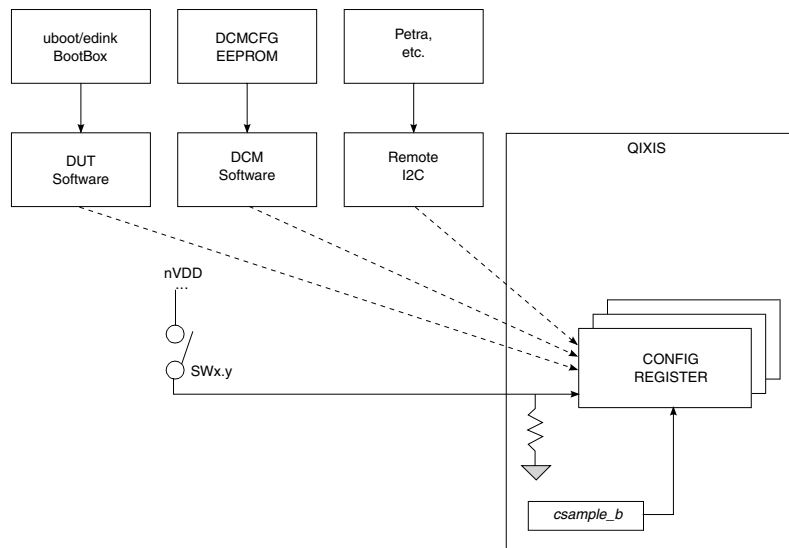 uboot/edink
BootBox
DCMCFG
EEPROM
Petra,
etc.
DUT
Software
DCM
Software
Remote
I2C
QIXIS
nVDD
...
SWx.y
CONFIG
REGISTER
csample_b